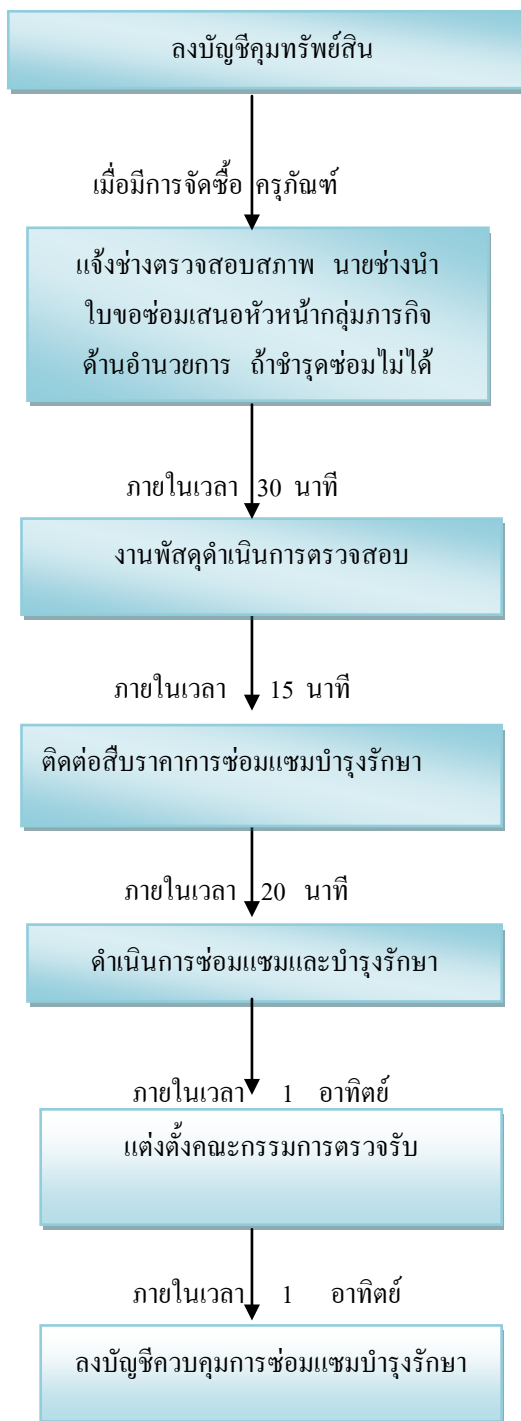 ลงบัญชีคุมทรัพย์สิน
เมื่อมีการจัดซื้อ ครุภัณฑ์
แจ้งช่างตรวจสอบสภาพ นายช่างนำ
ใบขอซ่อมเสนอหัวหน้ากลุ่มภารกิจ
ด้านอำนวยการ ถ้าชำรุดซ่อมไม่ได้
ภายในเวลา 30 นาที
งานพัสดุดำเนินการตรวจสอบ
ภายในเวลา 15 นาที
ติดต่อสืบราคาการซ่อมแซมบำรุงรักษา
ภายในเวลา 20 นาที
ดำเนินการซ่อมแซมและบำรุงรักษา
ภายในเวลา 1 อาทิตย์
แต่งตั้งคณะกรรมการตรวจรับ
ภายในเวลา 1 อาทิตย์
ลงบัญชีควบคุมการซ่อมแซมบำรุงรักษา